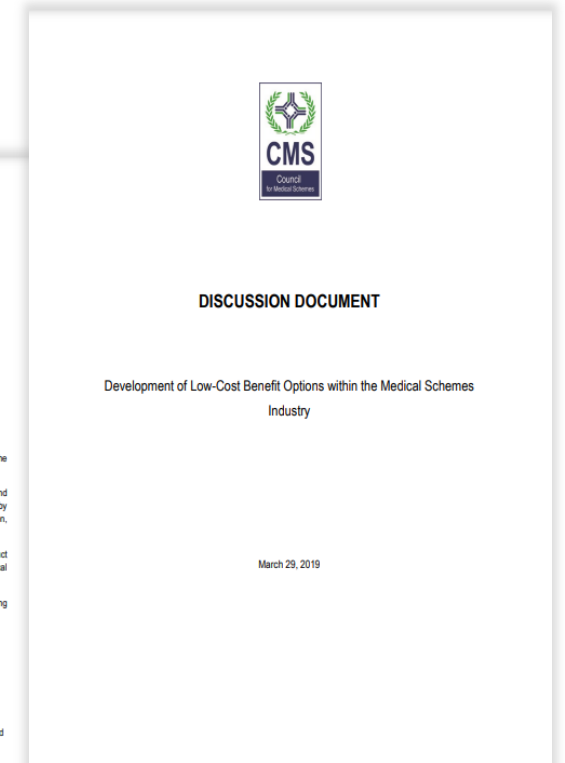 CMS
Council
for Medical Schemes
DISCUSSION DOCUMENT
Development of Low-Cost Benefit Options within the Medical Schemes
Industry
March 29, 2019